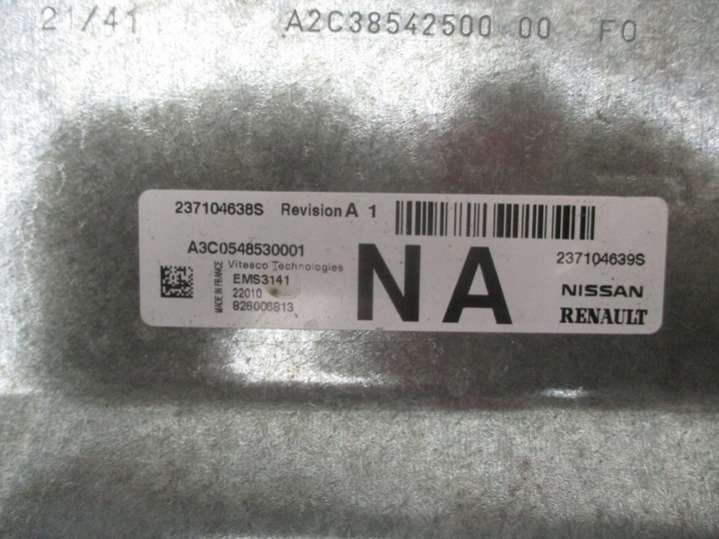 21/41 A2C38542500 00 F0
237104638S Revision A 1
A3C0548530001
237104639S
Vitesco Technologies
MADE IN FRANCE
EMS3141
22010
826006813
NA
NISSAN
RENAULT